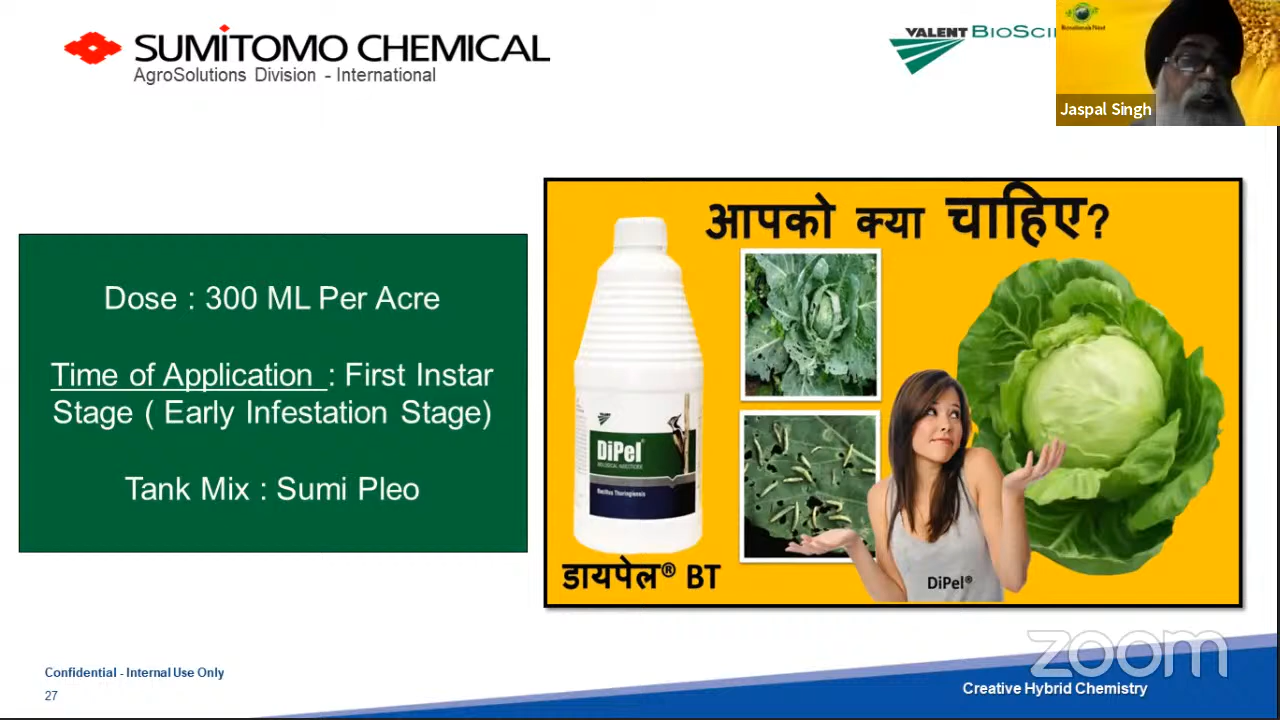 SUMITOMO CHEMICAL
AgroSolutions Division - International
VALENT
Jaspal Singh
Dose : 300 ML Per Acre
Time of Application : First Instar
Stage ( Early Infestation Stage)
Tank Mix : Sumi Pleo
आपको क्या चाहिए?
DiPel®
BIOLOGICAL INSECTICIDE
डायपेल® BT
DiPel®
zoom
Confidential - Internal Use Only
27
Creative Hybrid Chemistry